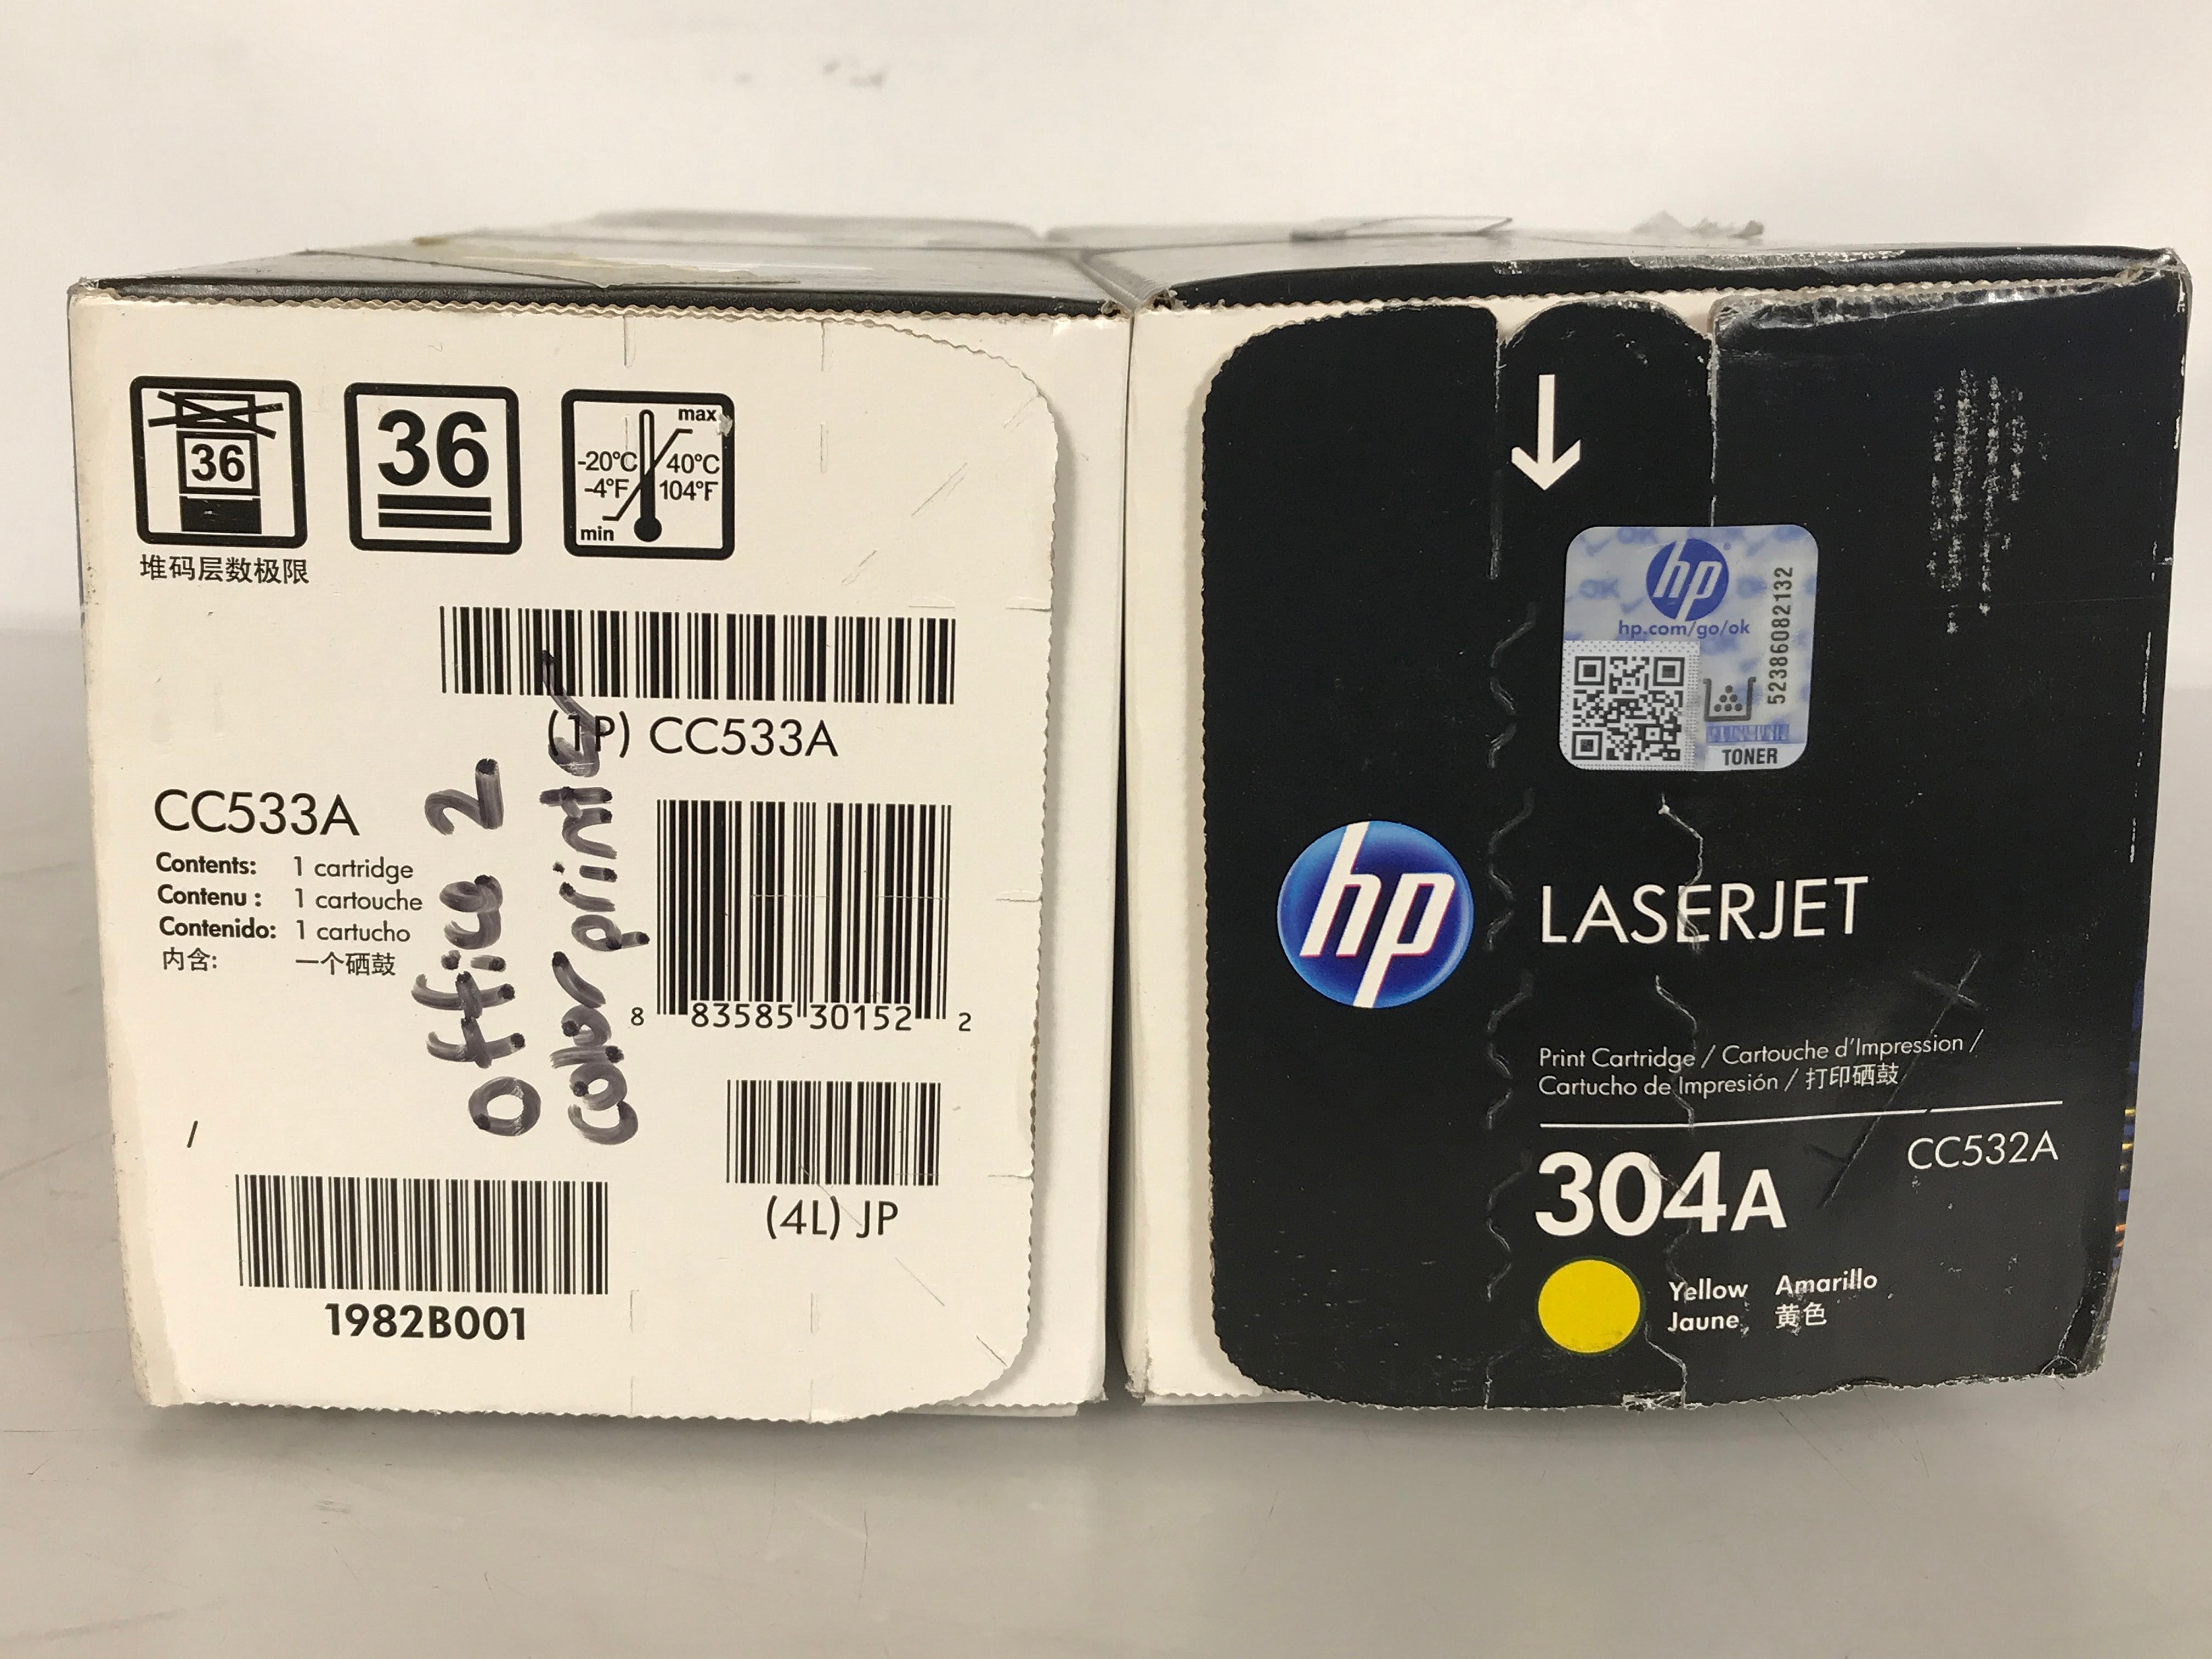 36
堆码层数极限
36
max
-20°C 40°C
-4°F 104°F
min
(1P) CC533A
CC533A
Contents: 1 cartridge
Contenu : 1 cartouche
Contenido: 1 cartucho
内含: 一个硒鼓
8 83585 30152 2
Office 2
color printer
/
(4L) JP
1982B001
hp
hp.com/go/ok
52386082132
TONER
hp LASERJET
Print Cartridge / Cartouche d'Impression /
Cartucho de Impresión / 打印硒鼓
CC532A
304A
Yellow Amarillo
Jaune 黄色